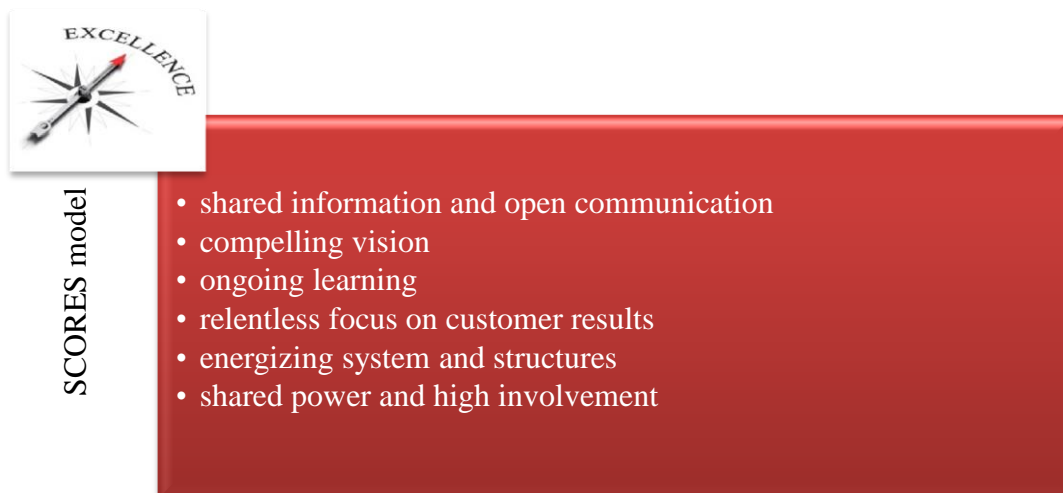 EXCELLENCE
SCORES model
• shared information and open communication
• compelling vision
• ongoing learning
• relentless focus on customer results
• energizing system and structures
• shared power and high involvement